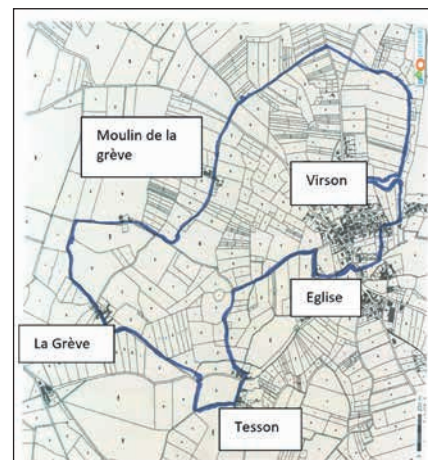 Moulin de la
grève
Virson
Eglise
La Grève
Tesson